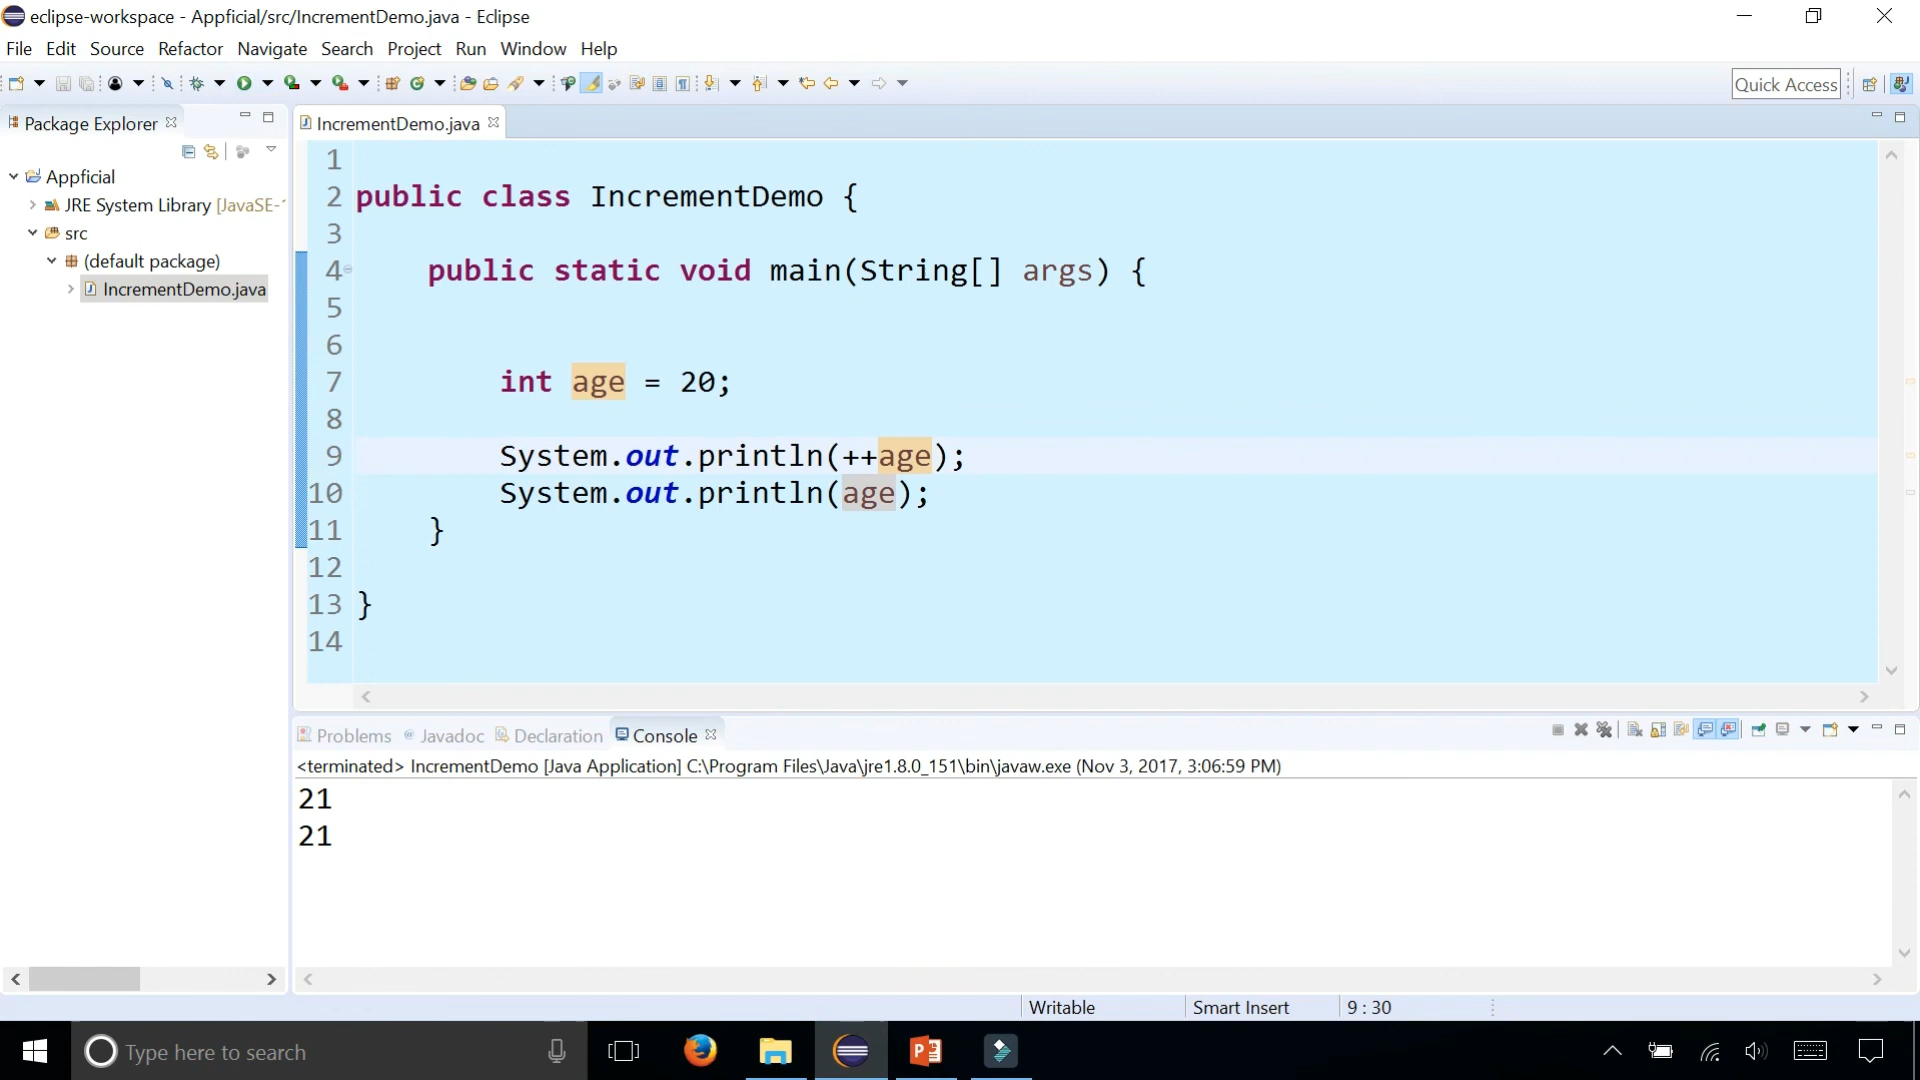 eclipse-workspace - Appficial/src/IncrementDemo.java - Eclipse
File Edit Source Refactor Navigate Search Project Run Window Help
Quick Access
Package Explorer
IncrementDemo.java
Appficial
JRE System Library [JavaSE-
src
(default package)
IncrementDemo.java
1
2 public class IncrementDemo {
3
4 public static void main(String[] args) {
5
6
7 int age = 20;
8
9 System.out.println(++age);
10 System.out.println(age);
11 }
12
13 }
14
Problems @ Javadoc Declaration Console
<terminated> IncrementDemo [Java Application] C:\Program Files\Java\jre1.8.0_151\bin\javaw.exe (Nov 3, 2017, 3:06:59 PM)
21
21
Writable Smart Insert 9 : 30
Type here to search